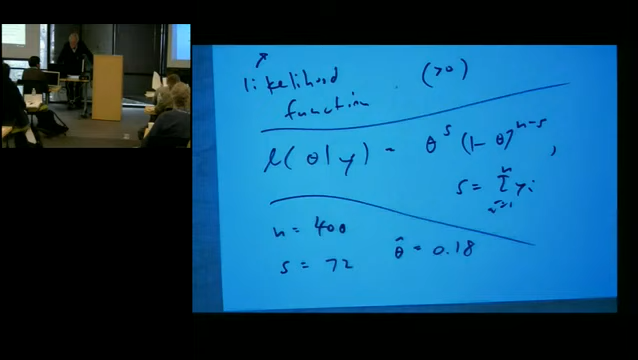 likelihood (>0)
function
l(θ|y) = θ^s (1-θ)^{n-s},
s = Σ_{i=1}^{n} y_i
n = 400
s = 72 θ̂ = 0.18